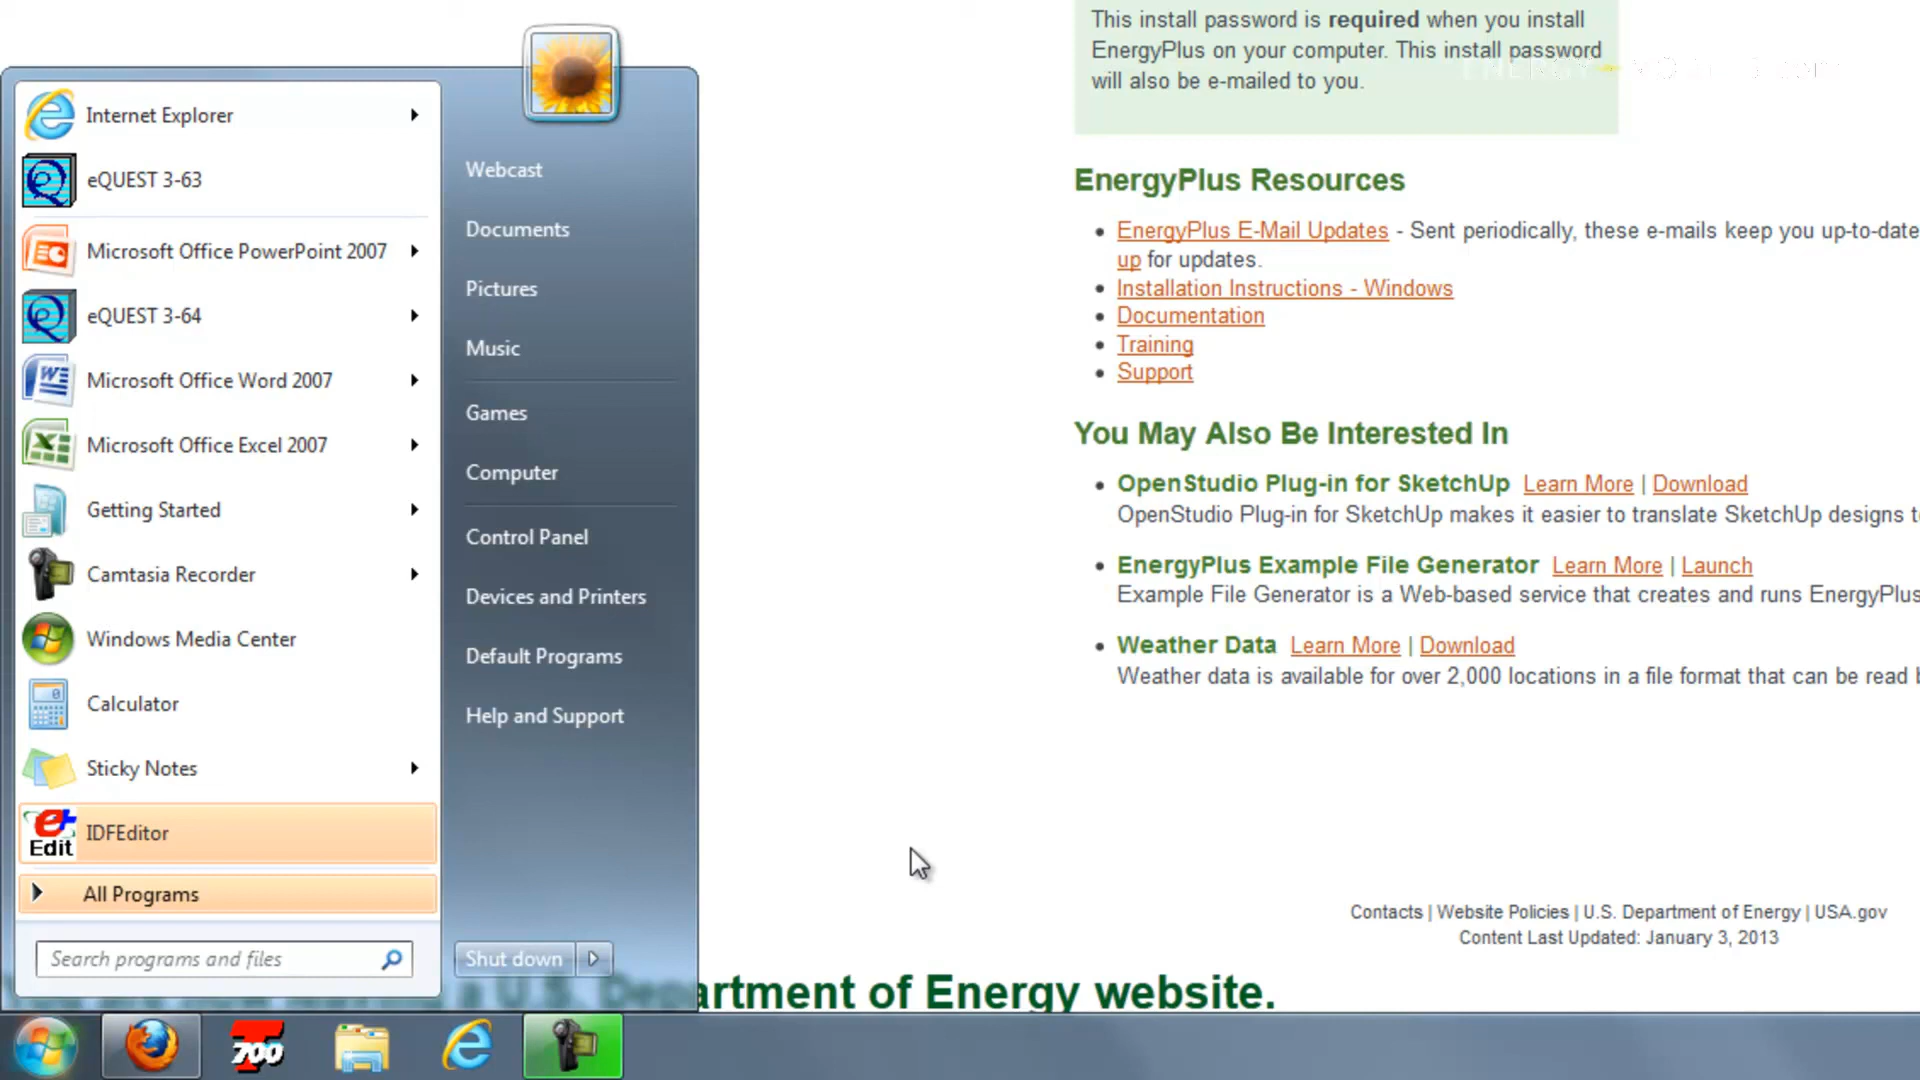 Internet Explorer
eQUEST 3-63
Microsoft Office PowerPoint 2007
eQUEST 3-64
Microsoft Office Word 2007
Microsoft Office Excel 2007
Getting Started
Camtasia Recorder
Windows Media Center
Calculator
Sticky Notes
e+
Edit
IDFEditor
All Programs
Search programs and files
Webcast
Documents
Pictures
Music
Games
Computer
Control Panel
Devices and Printers
Default Programs
Help and Support
Shut down
This install password is required when you install
EnergyPlus on your computer. This install password
will also be e-mailed to you.
EnergyPlus Resources
• EnergyPlus E-Mail Updates - Sent periodically, these e-mails keep you up-to-date
up for updates.
• Installation Instructions - Windows
• Documentation
• Training
• Support
You May Also Be Interested In
• OpenStudio Plug-in for SketchUp Learn More | Download
OpenStudio Plug-in for SketchUp makes it easier to translate SketchUp designs
• EnergyPlus Example File Generator Learn More | Launch
Example File Generator is a Web-based service that creates and runs EnergyPlus
• Weather Data Learn More | Download
Weather data is available for over 2,000 locations in a file format that can be read
Contacts | Website Policies | U.S. Department of Energy | USA.gov
Content Last Updated: January 3, 2013
a U.S. Department of Energy website.
700